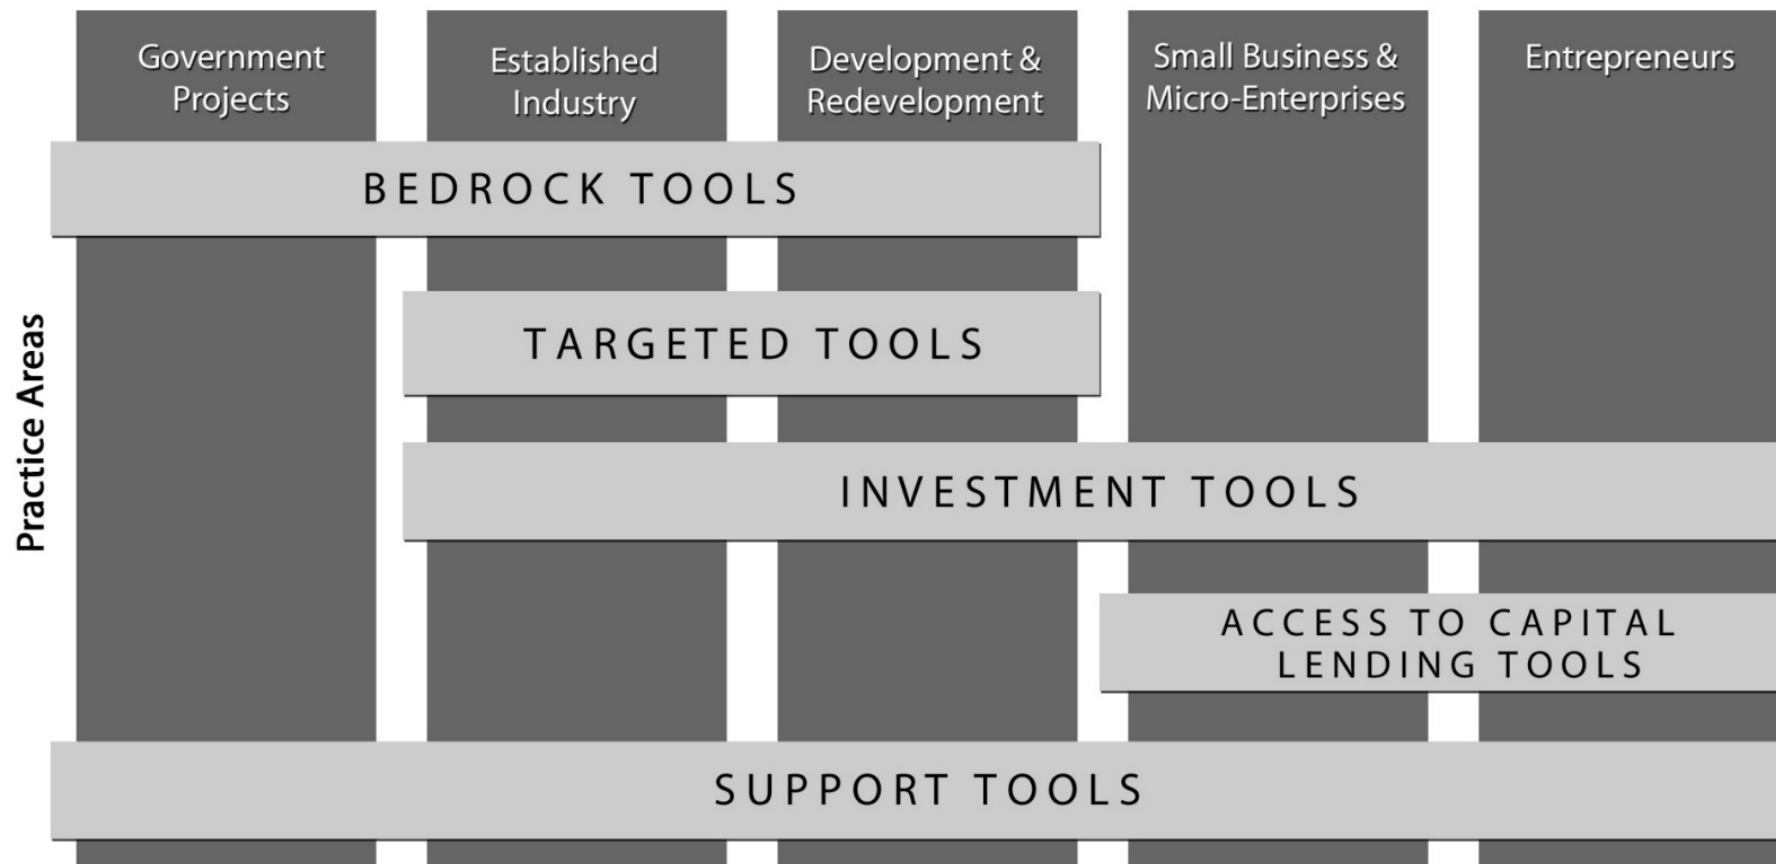 Government
Projects
Established
Industry
Development &
Redevelopment
Small Business &
Micro-Enterprises
Entrepreneurs
BEDROCK TOOLS
TARGETED TOOLS
INVESTMENT TOOLS
ACCESS TO CAPITAL
LENDING TOOLS
SUPPORT TOOLS
Practice Areas